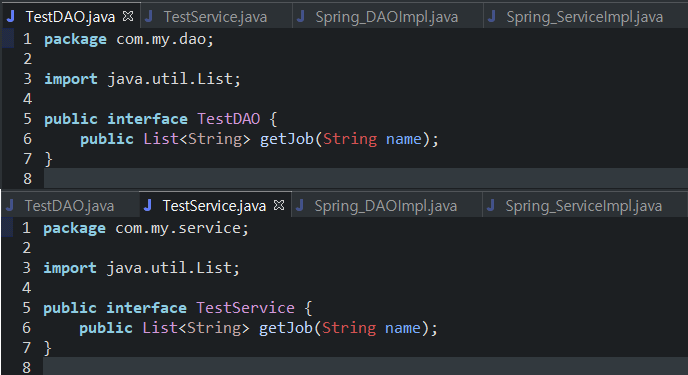 TestDAO.java TestService.java Spring_DAOImpl.java Spring_ServiceImpl.java
1 package com.my.dao;
2
3 import java.util.List;
4
5 public interface TestDAO {
6     public List<String> getJob(String name);
7 }
8
TestDAO.java TestService.java Spring_DAOImpl.java Spring_ServiceImpl.java
1 package com.my.service;
2
3 import java.util.List;
4
5 public interface TestService {
6     public List<String> getJob(String name);
7 }
8